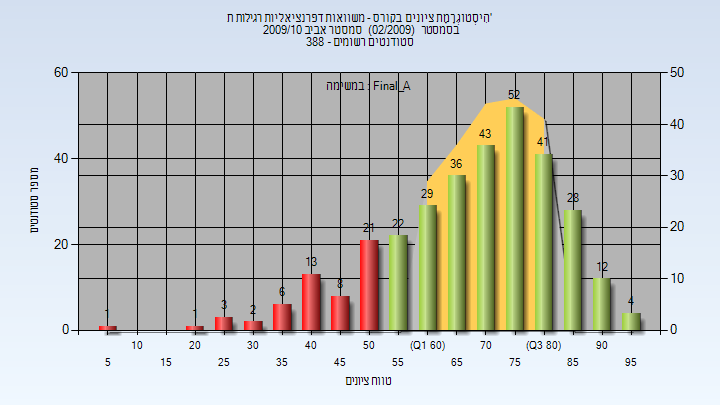 'הִיסְטוֹגְרָמַת ציונים בקורס - משוואות דפרנציאליות רגילות ח
בסמסטר (02/2009) סמסטר אביב 2009/10
סטודנטים רשומים - 388
במשימה : Final_A
60 50
40 40 30
20 20 10
0 0
1 1 3 2 6 13 8 21 22 29 36 43 52 41 28 12 4
מספר סטודנטים
10 20 30 40 50 (Q1 60) 70 (Q3 80) 90
5 15 25 35 45 55 65 75 85 95
טווח ציונים